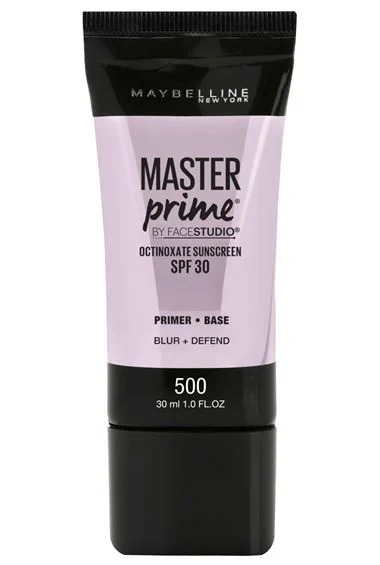 MAYBELLINE
NEW YORK
MASTER
prime®
BY FACESTUDIO®
OCTINOXATE SUNSCREEN
SPF 30
PRIMER • BASE
BLUR + DEFEND
500
30 ml 1.0 FL.OZ